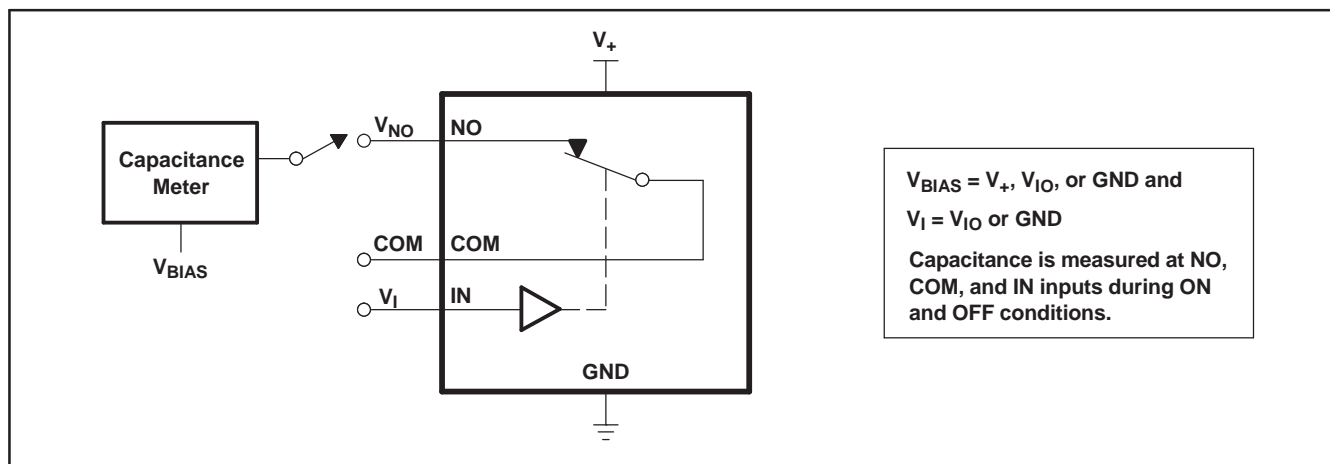 V+
VNO
NO
Capacitance
Meter
VBIAS
COM
COM
VI
IN
GND
VBIAS = V+, VIO, or GND and
VI = VIO or GND
Capacitance is measured at NO,
COM, and IN inputs during ON
and OFF conditions.